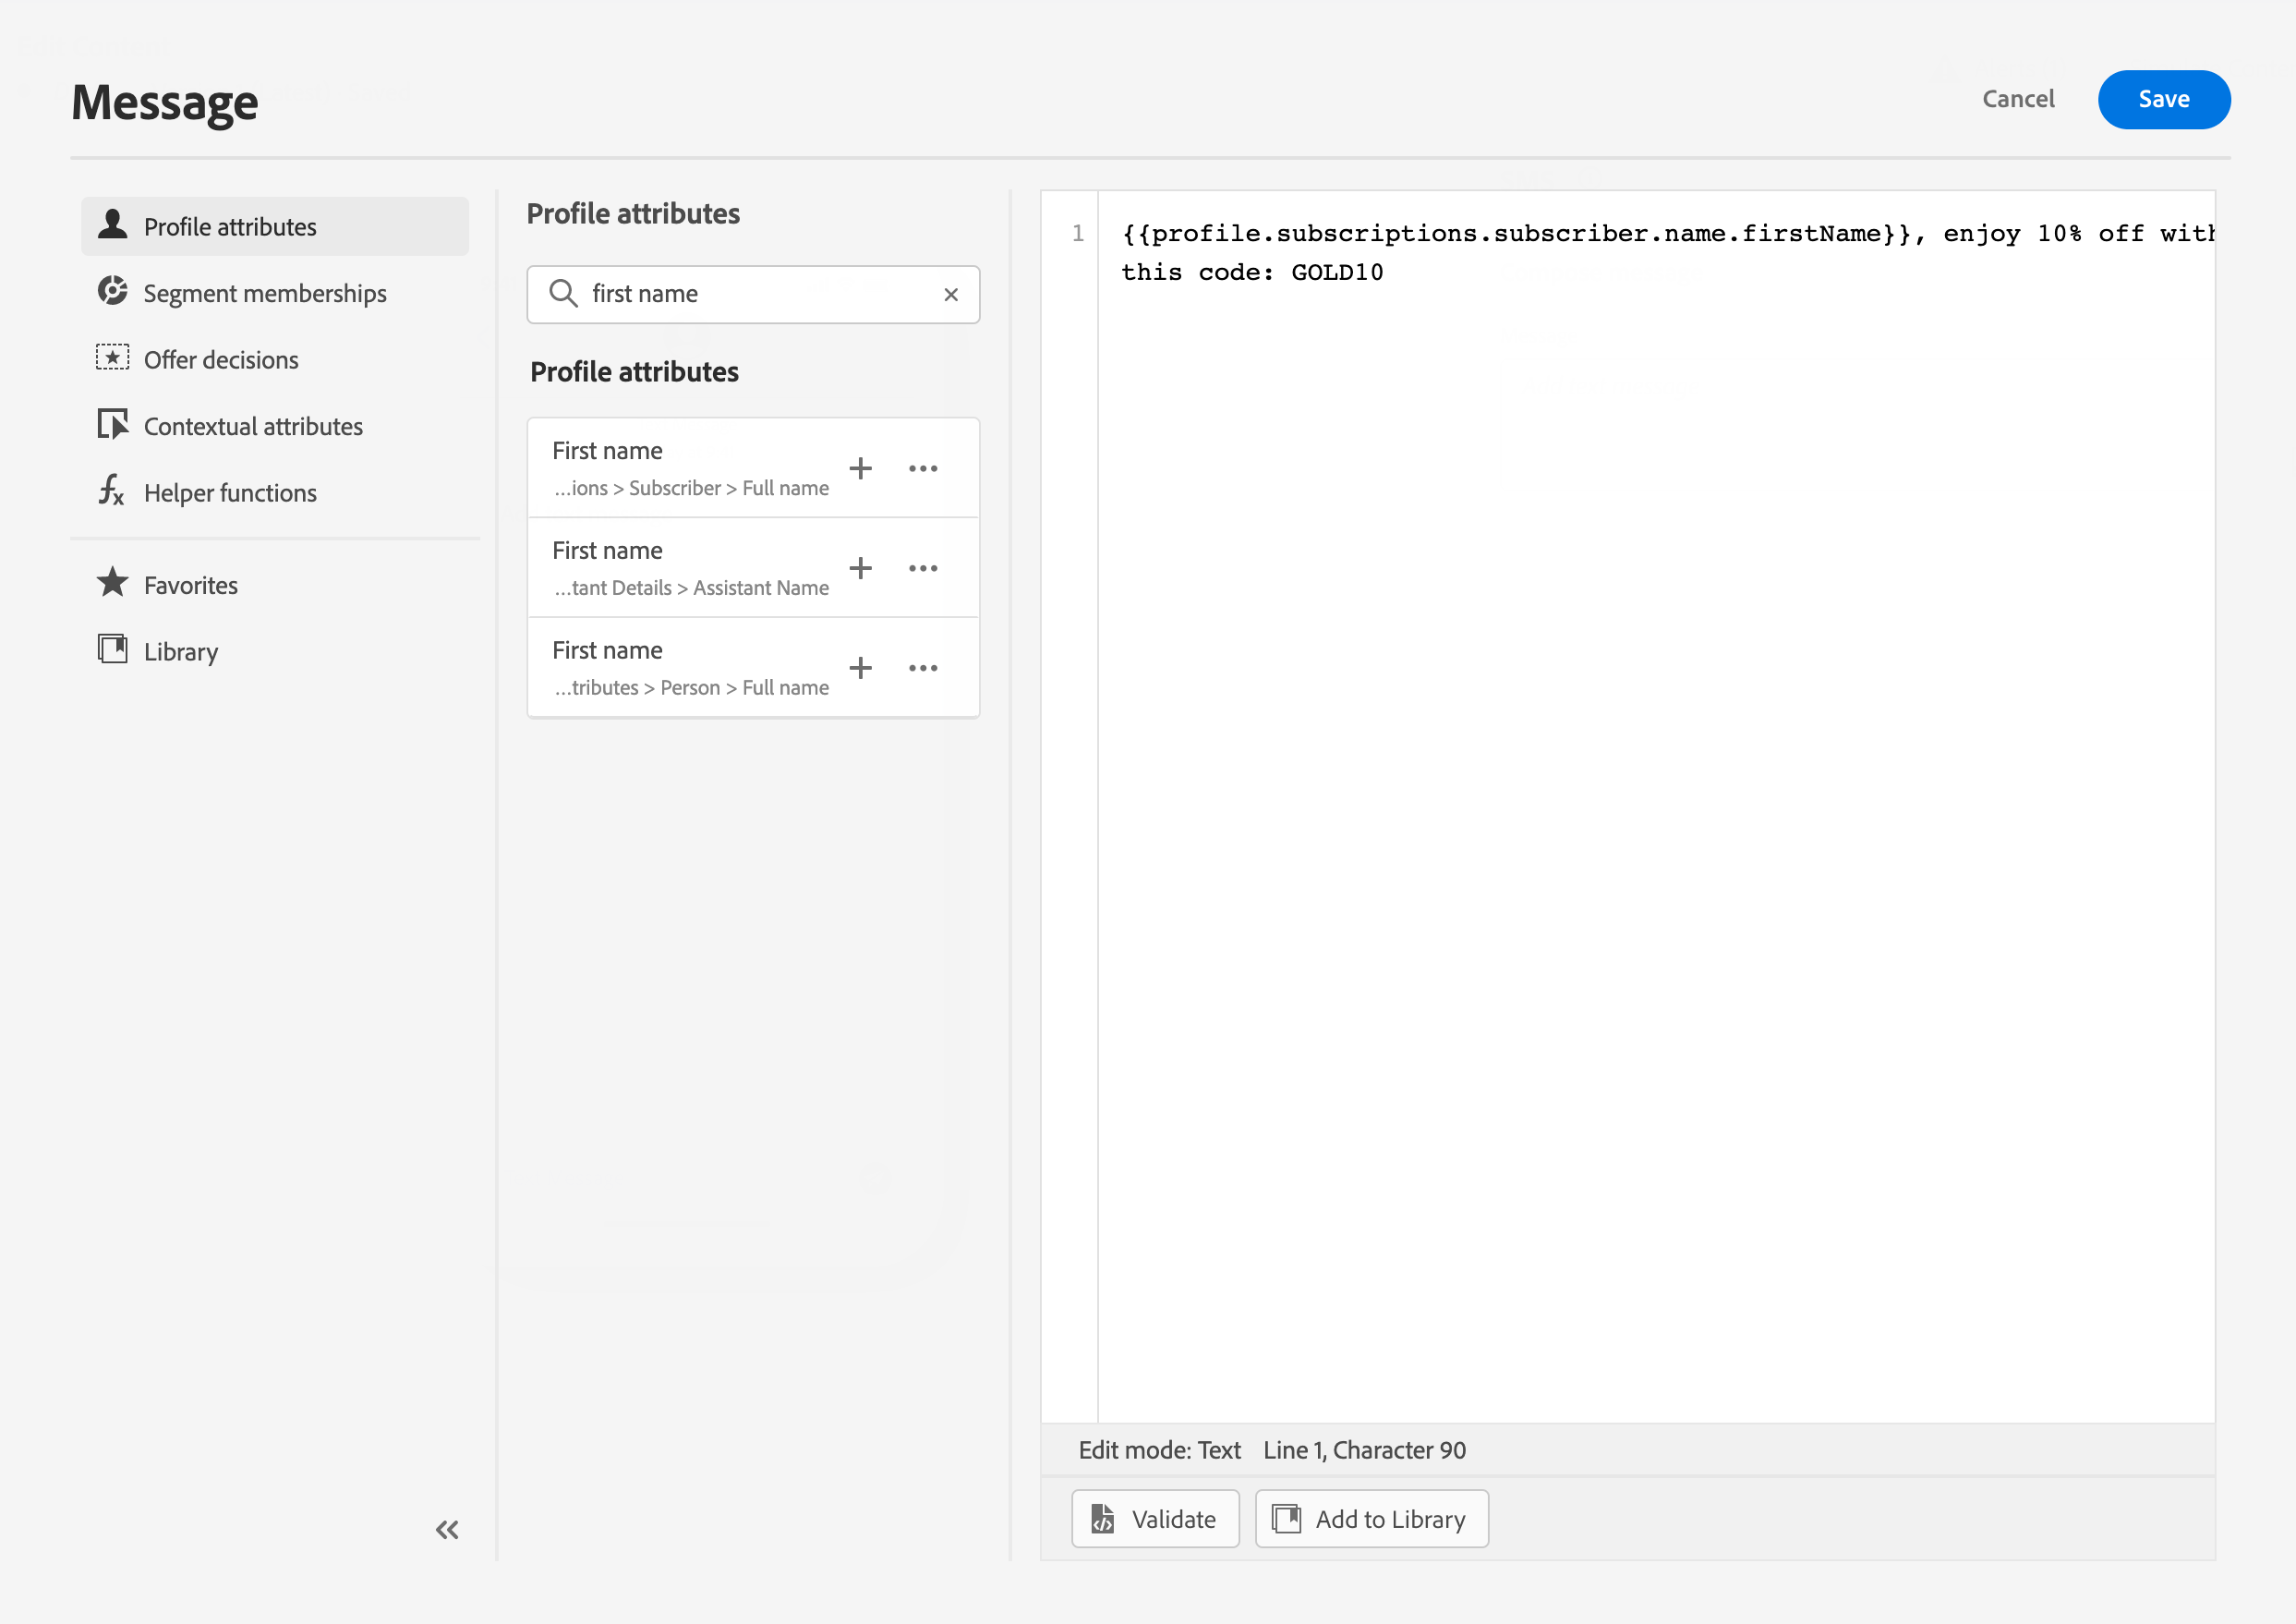 Message
Cancel
Save
Profile attributes
Segment memberships
Offer decisions
Contextual attributes
Helper functions
Favorites
Library
Profile attributes
first name
Profile attributes
First name
...ions > Subscriber > Full name
First name
...tant Details > Assistant Name
First name
...tributes > Person > Full name
1
{{profile.subscriptions.subscriber.name.firstName}}, enjoy 10% off with
this code: GOLD10
Edit mode: Text Line 1, Character 90
Validate
Add to Library